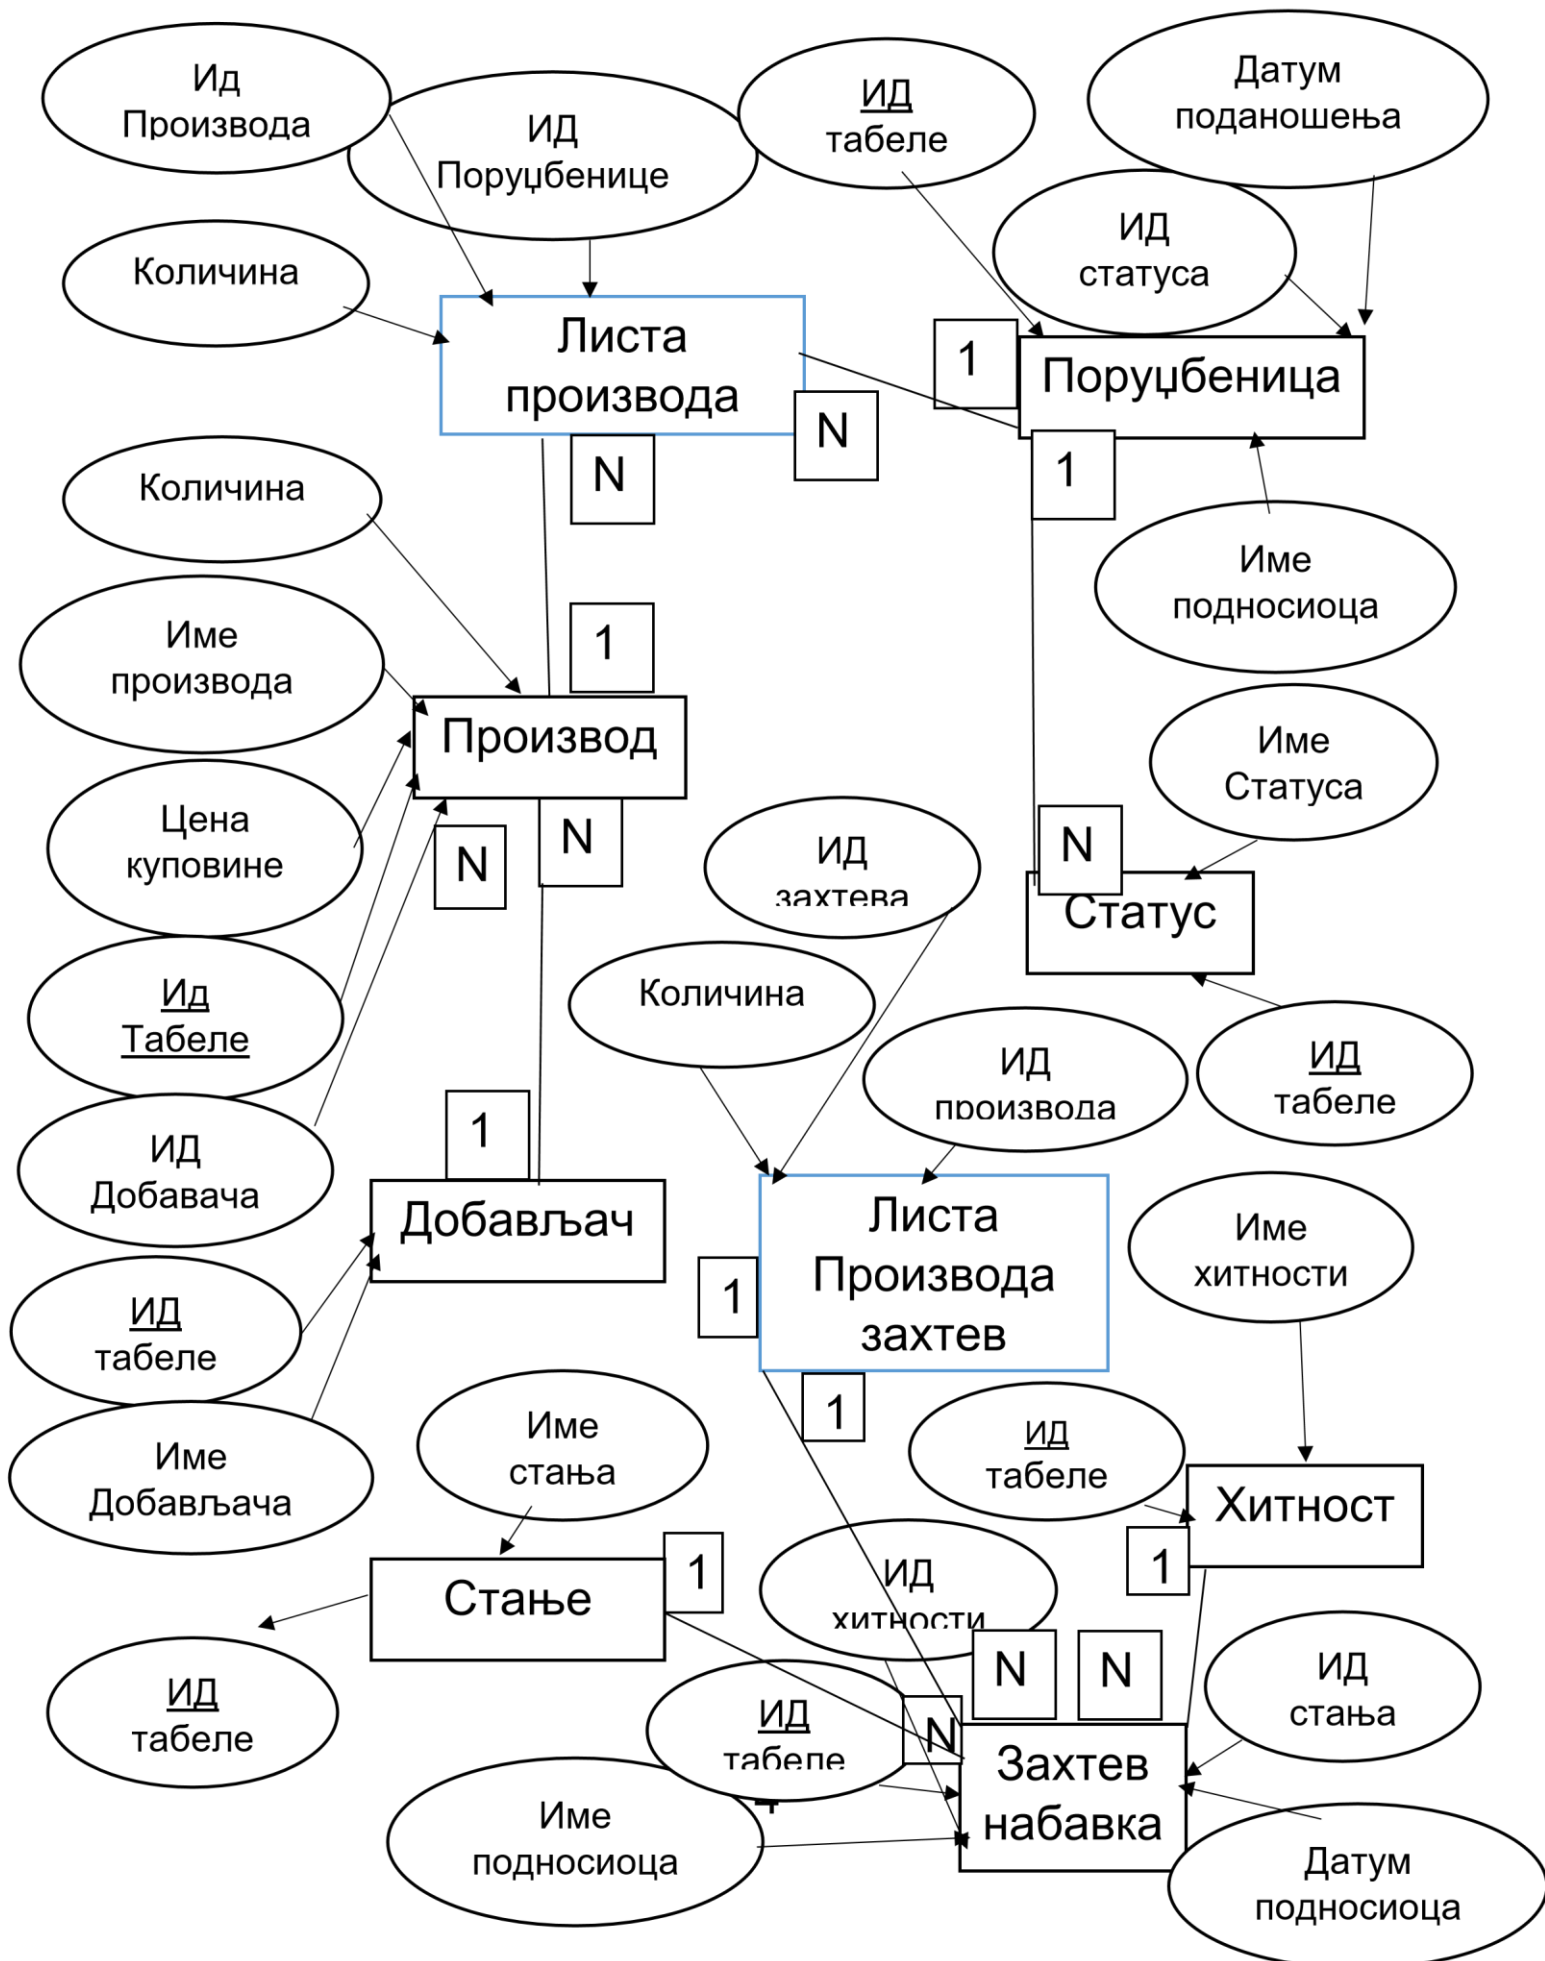 Ид
Производа
ИД
Поруџбенице
ИД
табеле
Датум
поданошења
ИД
статуса
Количина
Листа
производа
1
Поруџбеница
N
N
1
Количина
Име
подносиоца
1
Име
производа
Производ
Име
Статуса
Цена
куповине
N
N
ИД
захтева
N
Статус
Ид
Табеле
Количина
ИД
производа
ИД
табеле
1
ИД
Добавача
Добављач
Листа
Производа
захтев
1
Име
хитности
ИД
табеле
1
Име
стања
ИД
табеле
Име
Добављача
Хитност
1
1
Стање
ИД
хитности
N
N
ИД
стања
ИД
табеле
ИД
табеле
N
Захтев
набавка
Име
подносиоца
Датум
подносиоца